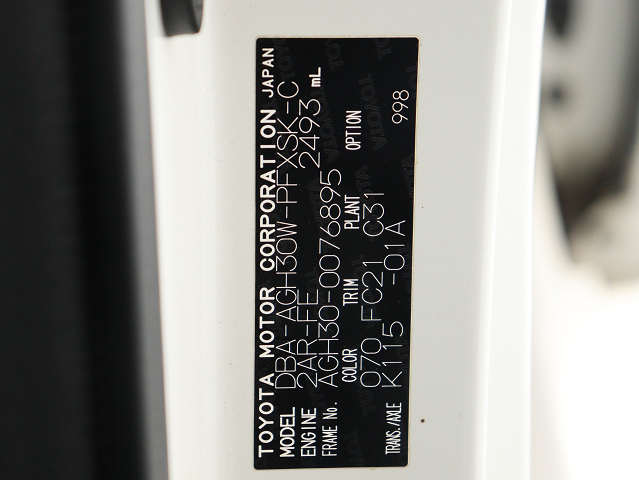 TOYOTA MOTOR CORPORATION JAPAN
MODEL DBA-AGH30W-PFXSK-C
ENGINE 2AR-FE 2493 mL
FRAME No. AGH30-0076895
COLOR TRIM PLANT OPTION
070 FC21 C31 998
TRANS./AXLE K115 -01A